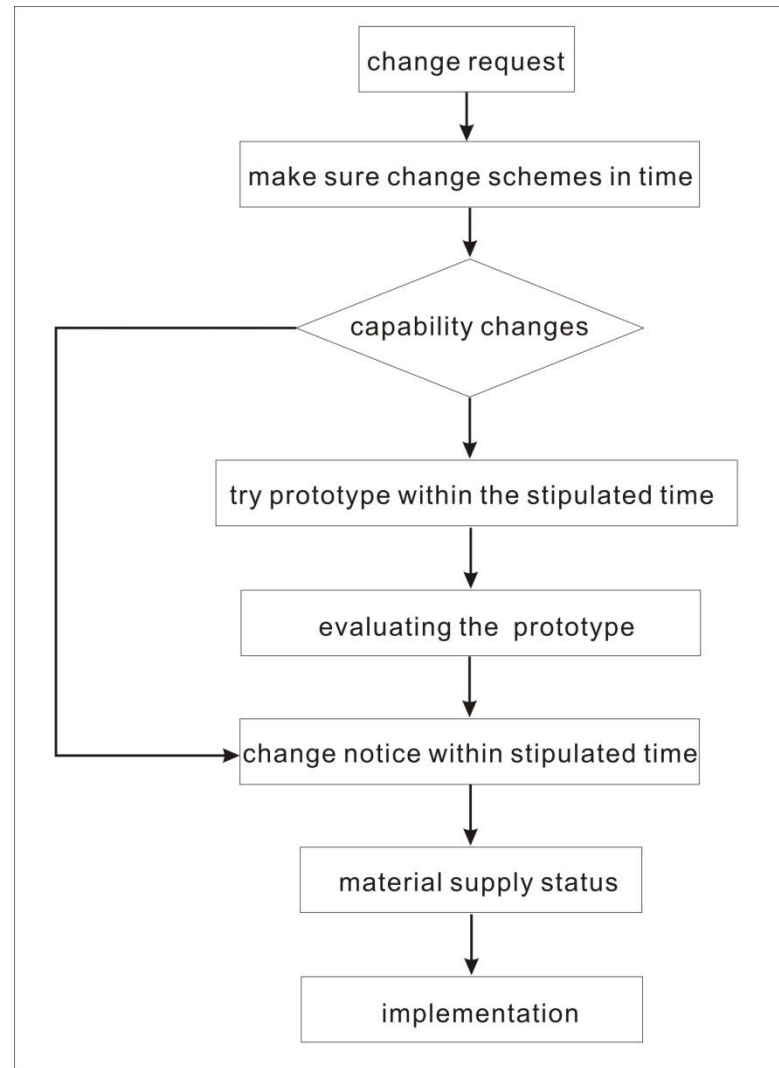 change request
make sure change schemes in time
capability changes
try prototype within the stipulated time
evaluating the prototype
change notice within stipulated time
material supply status
implementation